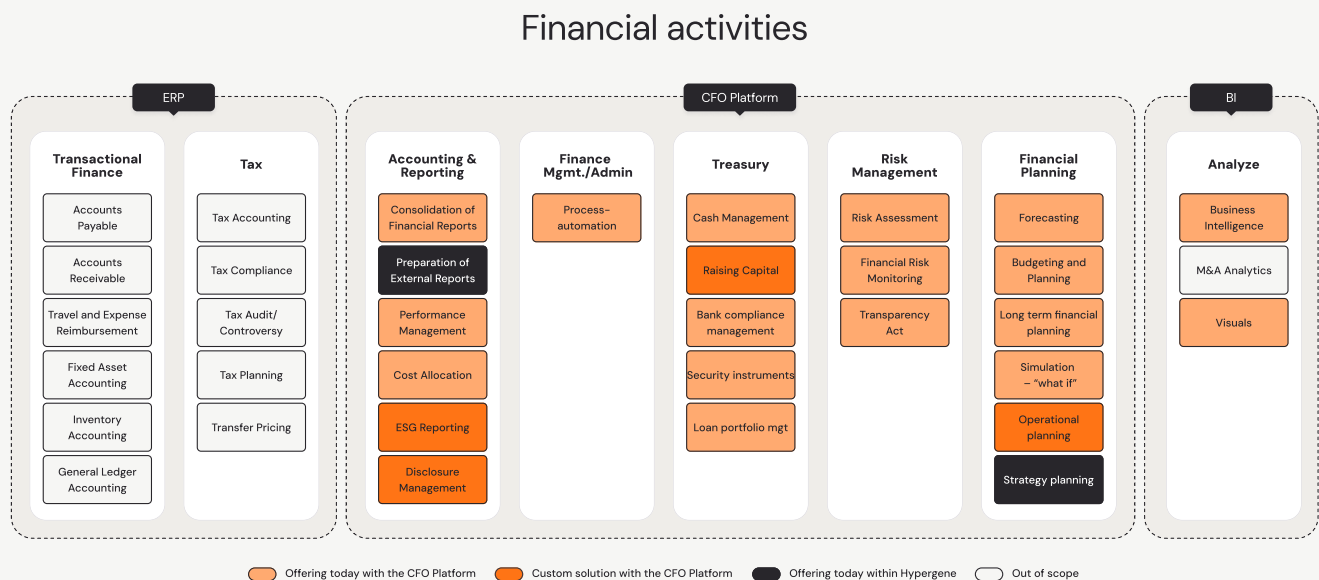 Financial activities
ERP
CFO Platform
BI
Transactional
Finance
Accounts
Payable
Accounts
Receivable
Travel and Expense
Reimbursement
Fixed Asset
Accounting
Inventory
Accounting
General Ledger
Accounting
Tax
Tax Accounting
Tax Compliance
Tax Audit/
Controversy
Tax Planning
Transfer Pricing
Accounting &
Reporting
Consolidation of
Financial Reports
Preparation of
External Reports
Performance
Management
Cost Allocation
ESG Reporting
Disclosure
Management
Finance
Mgmt./Admin
Process-
automation
Treasury
Cash Management
Raising Capital
Bank compliance
management
Security instruments
Loan portfolio mgt
Risk
Management
Risk Assessment
Financial Risk
Monitoring
Transparency
Act
Financial
Planning
Forecasting
Budgeting and
Planning
Long term financial
planning
Simulation
– “what if”
Operational
planning
Strategy planning
Analyze
Business
Intelligence
M&A Analytics
Visuals
Offering today with the CFO Platform
Custom solution with the CFO Platform
Offering today within Hypergene
Out of scope